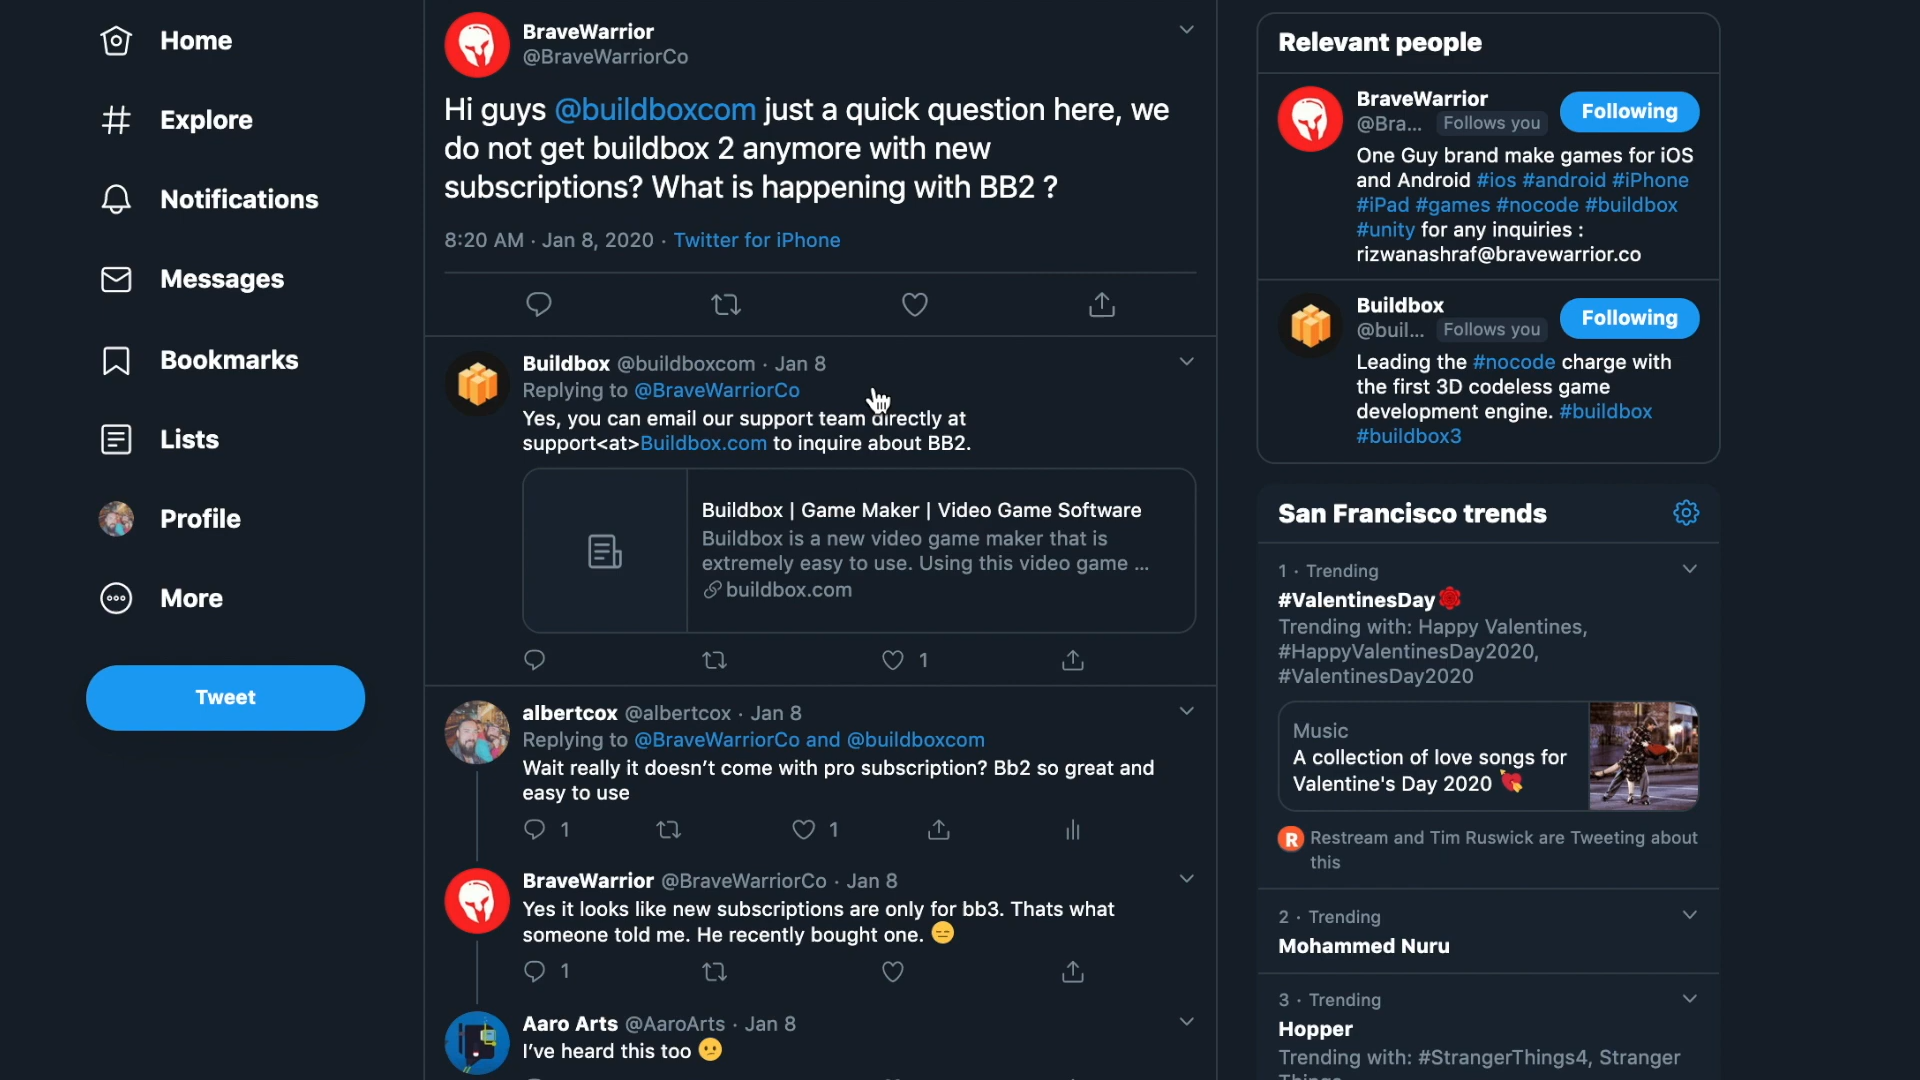 Home
Explore
Notifications
Messages
Bookmarks
Lists
Profile
More
Tweet
BraveWarrior
@BraveWarriorCo
Hi guys @buildboxcom just a quick question here, we
do not get buildbox 2 anymore with new
subscriptions? What is happening with BB2 ?
8:20 AM · Jan 8, 2020 · Twitter for iPhone
Buildbox @buildboxcom · Jan 8
Replying to @BraveWarriorCo
Yes, you can email our support team directly at
support<at>Buildbox.com to inquire about BB2.
Buildbox | Game Maker | Video Game Software
Buildbox is a new video game maker that is
extremely easy to use. Using this video game ...
buildbox.com
1
albertcox @albertcox · Jan 8
Replying to @BraveWarriorCo and @buildboxcom
Wait really it doesn't come with pro subscription? Bb2 so great and
easy to use
1 1
BraveWarrior @BraveWarriorCo · Jan 8
Yes it looks like new subscriptions are only for bb3. Thats what
someone told me. He recently bought one. 😑
1
Aaro Arts @AaroArts · Jan 8
I've heard this too 😕
Relevant people
BraveWarrior
@Bra... Follows you
Following
One Guy brand make games for iOS
and Android #ios #android #iPhone
#iPad #games #nocode #buildbox
#unity for any inquiries :
rizwanashraf@bravewarrior.co
Buildbox
@buil... Follows you
Following
Leading the #nocode charge with
the first 3D codeless game
development engine. #buildbox
#buildbox3
San Francisco trends
1 · Trending
#ValentinesDay🌹
Trending with: Happy Valentines,
#HappyValentinesDay2020,
#ValentinesDay2020
Music
A collection of love songs for
Valentine's Day 2020 💘
R Restream and Tim Ruswick are Tweeting about
this
2 · Trending
Mohammed Nuru
3 · Trending
Hopper
Trending with: #StrangerThings4, Stranger